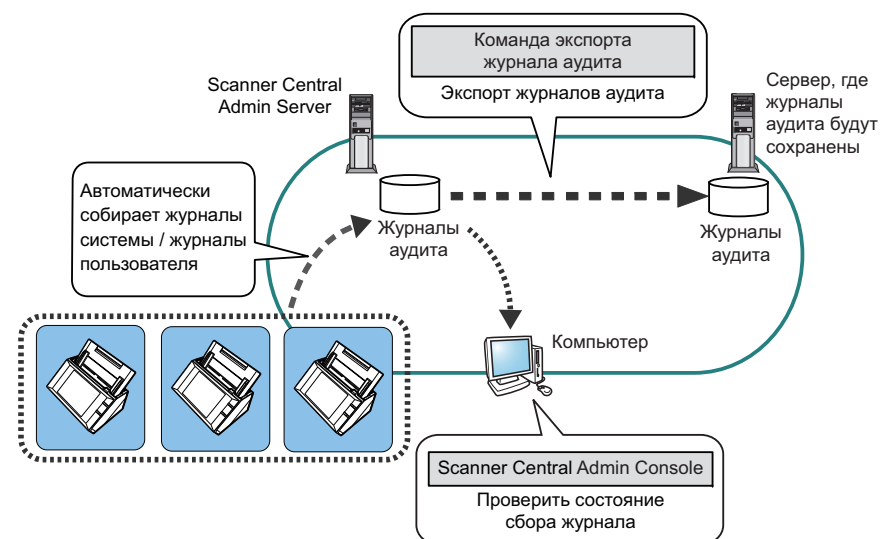 Команда экспорта
журнала аудита
Экспорт журналов аудита
Scanner Central
Admin Server
Сервер, где
журналы
аудита будут
сохранены
Автоматически
собирает журналы
системы / журналы
пользователя
Журналы
аудита
Журналы
аудита
Компьютер
Scanner Central Admin Console
Проверить состояние
сбора журнала